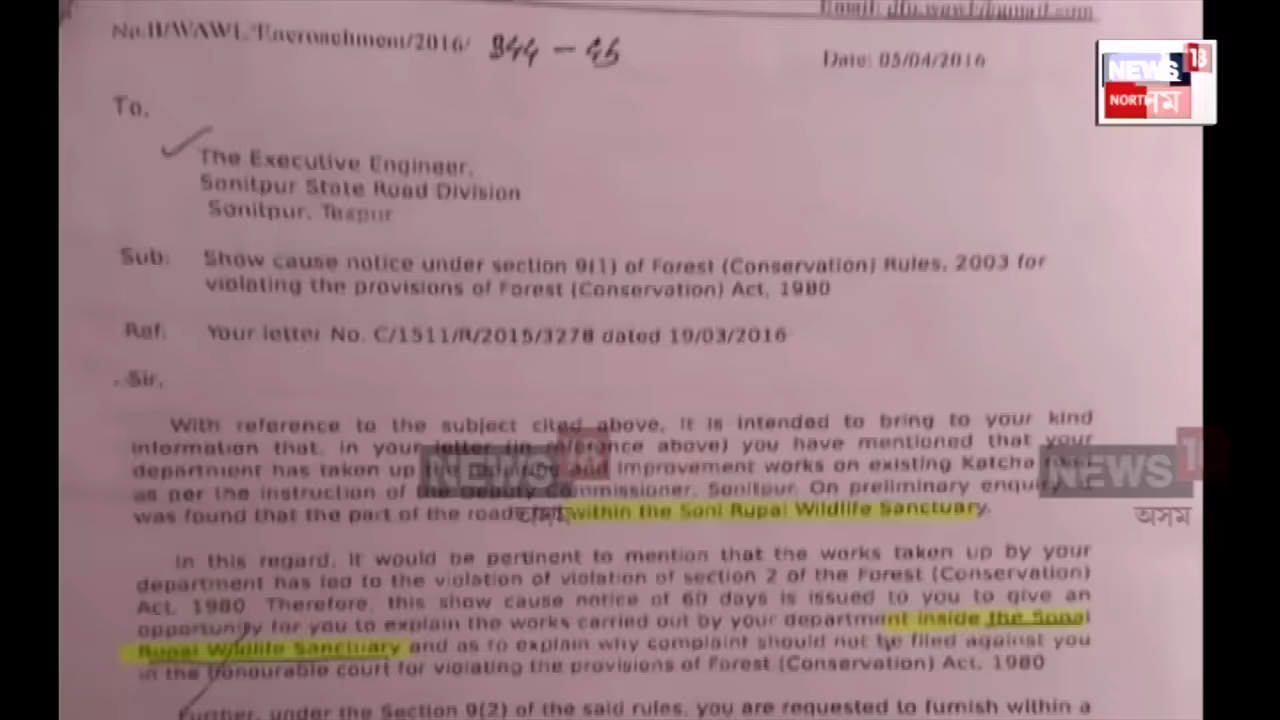 Email: dfo.wawl@gmail.com
No.B/WAWL/Encroachment/2016/ 944 - 45
Date: 05/04/2016
NEWS 18
NORTH
To,
The Executive Engineer,
Sonitpur State Road Division
Sonitpur, Tezpur
Sub: Show cause notice under section 9(1) of Forest (Conservation) Rules, 2003 for
violating the provisions of Forest (Conservation) Act, 1980
Ref: Your letter No. C/1511/R/2015/3278 dated 19/03/2016
Sir,
With reference to the subject cited above, it is intended to bring to your kind
information that, in your letter (in reference above) you have mentioned that your
department has taken up improvement works on existing Katcha
as per the instruction of the Deputy Commissioner, Sonitpur. On preliminary enquiry
was found that the part of the road within the Soni Rupai Wildlife Sanctuary.
NEWS 18
NEWS 18
অসম
In this regard, it would be pertinent to mention that the works taken up by your
department has led to the violation of violation of section 2 of the Forest (Conservation)
Act, 1980. Therefore, this show cause notice of 60 days is issued to you to give an
opportunity for you to explain the works carried out by your department inside the Sonai
Rupai Wildlife Sanctuary and as to explain why complaint should not be filed against you
in the honourable court for violating the provisions of Forest (Conservation) Act, 1980
Further, under the Section 9(2) of the said rules, you are requested to furnish within a